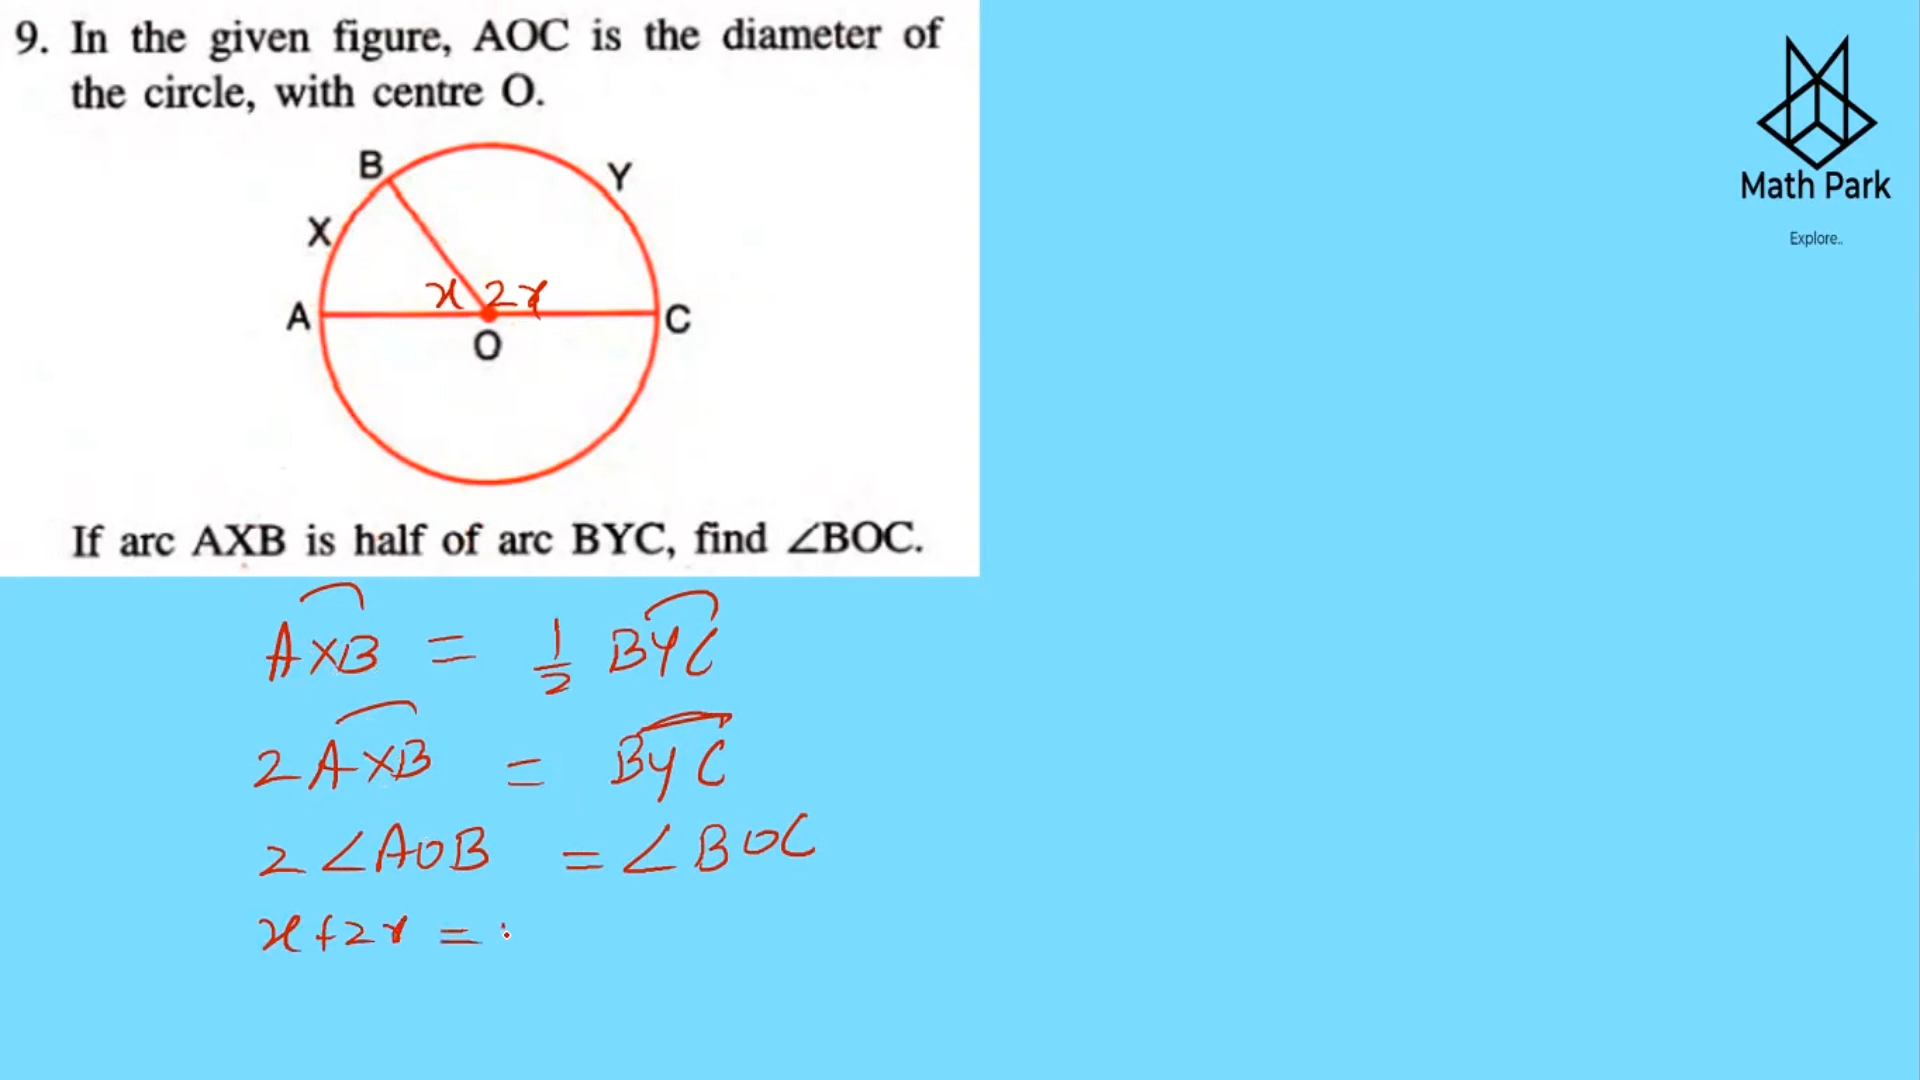 9. In the given figure, AOC is the diameter of
the circle, with centre O.
B
Y
X
x 2x
A
C
O
If arc AXB is half of arc BYC, find ∠BOC.
AXB = 1/2 BYC
2 AXB = BYC
2 ∠AOB = ∠BOC
x + 2x =
Math Park
Explore..